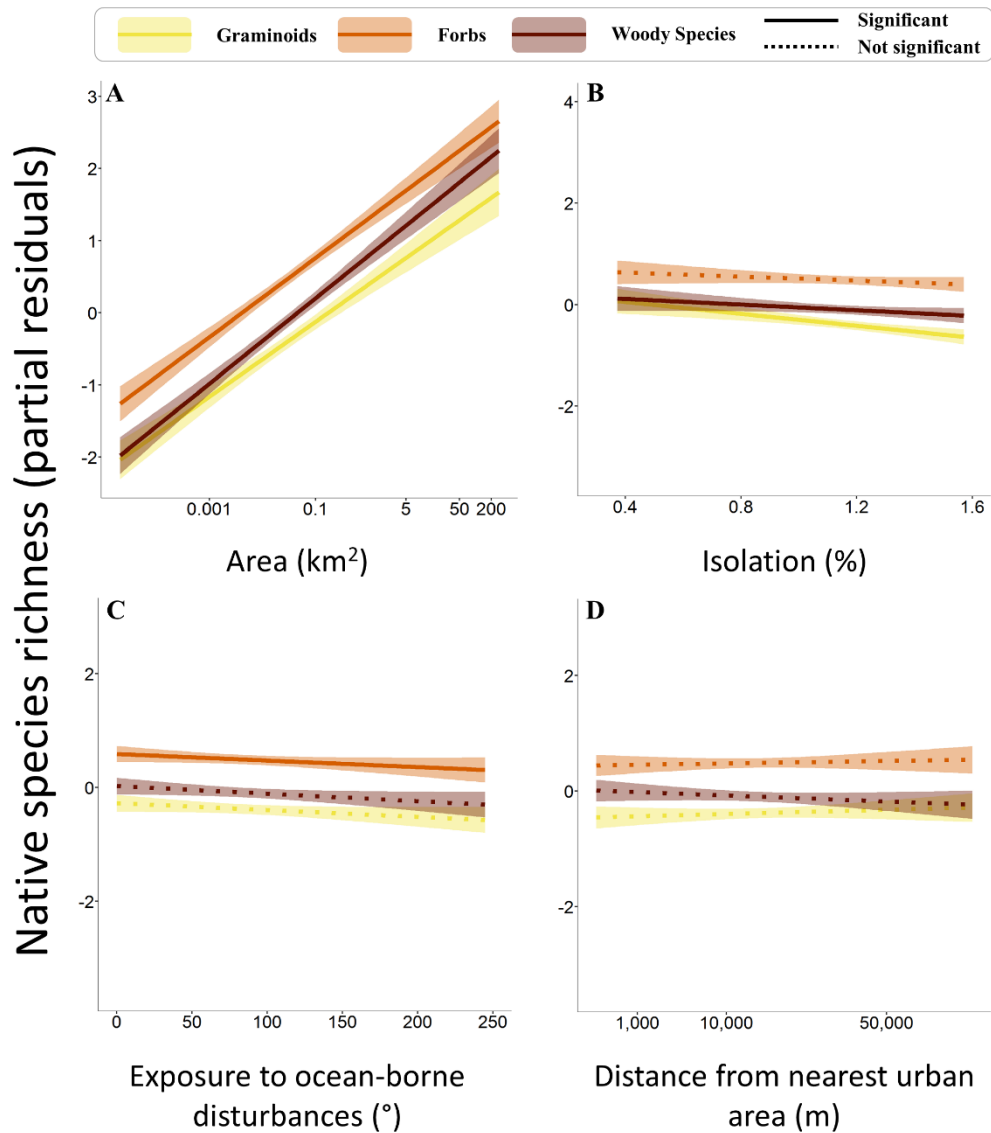 Graminoids Forbs Woody Species Significant
Not significant
Native species richness (partial residuals)
A
3
2
1
0
-1
-2
0.001 0.1 5 50 200
Area (km²)
B
4
2
0
-2
0.4 0.8 1.2 1.6
Isolation (%)
C
2
0
-2
0 50 100 150 200 250
Exposure to ocean-borne
disturbances (°)
D
2
0
-2
1,000 10,000 50,000
Distance from nearest urban
area (m)